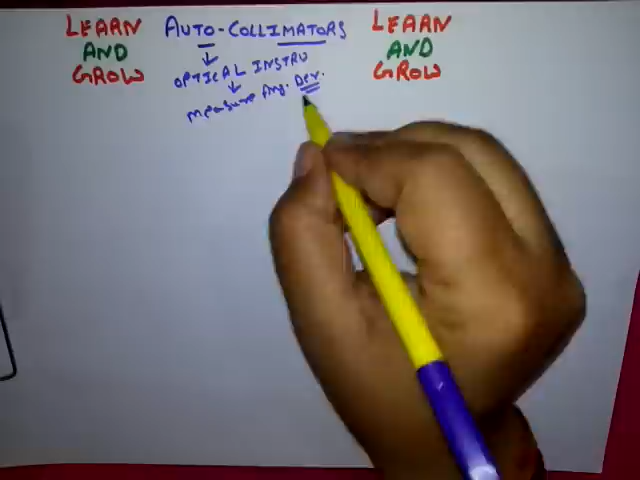 LEARN AND GROW
AUTO-COLLIMATORS
OPTICAL INSTRU
measure Ang. Dev.
LEARN AND GROW